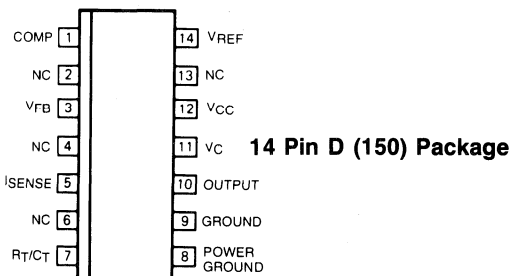 COMP 1 14 VREF
NC 2 13 NC
VFB 3 12 VCC
NC 4 11 VC 14 Pin D (150) Package
ISENSE 5 10 OUTPUT
NC 6 9 GROUND
RT/CT 7 8 POWER
GROUND